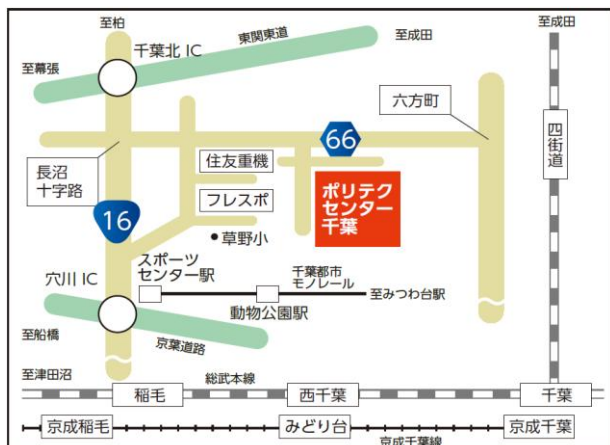 至柏
千葉北 IC
東関東道
至成田
至成田
至幕張
六方町
66
四街道
長沼
十字路
住友重機
フレスポ
ポリテク
センター
千葉
16
草野小
スポーツ
センター駅
千葉都市
モノレール
至みつわ台駅
動物公園駅
穴川 IC
至船橋
京葉道路
至津田沼
総武本線
稲毛
西千葉
千葉
京成稲毛
みどり台
京成千葉
京成千葉線